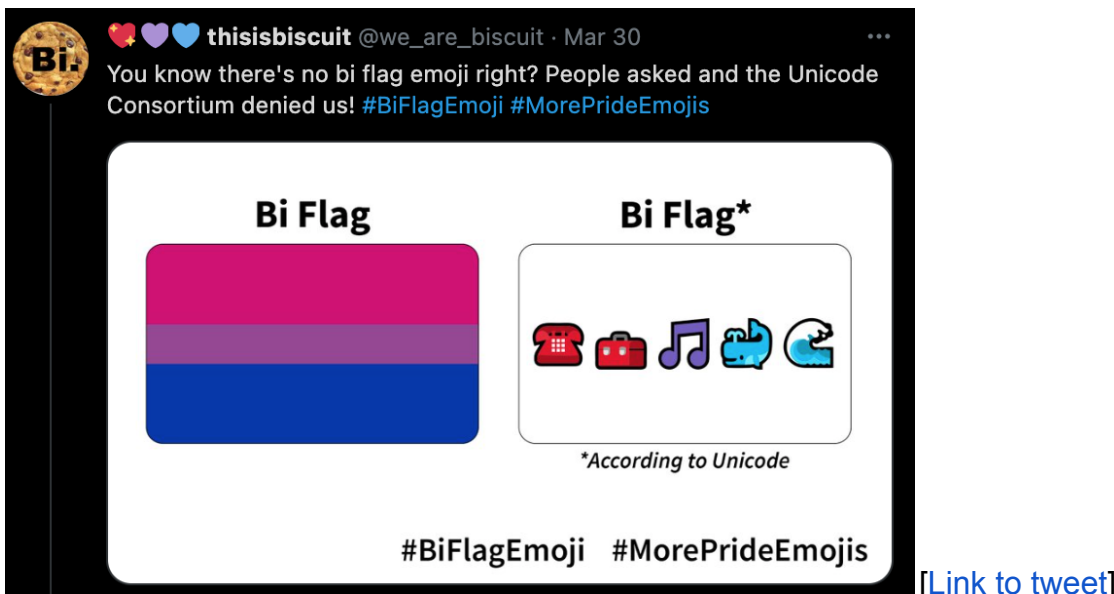 Bi.
💖💜💙 thisisbiscuit @we_are_biscuit · Mar 30
You know there's no bi flag emoji right? People asked and the Unicode
Consortium denied us! #BiFlagEmoji #MorePrideEmojis
Bi Flag
Bi Flag*
*According to Unicode
#BiFlagEmoji #MorePrideEmojis
[Link to tweet]